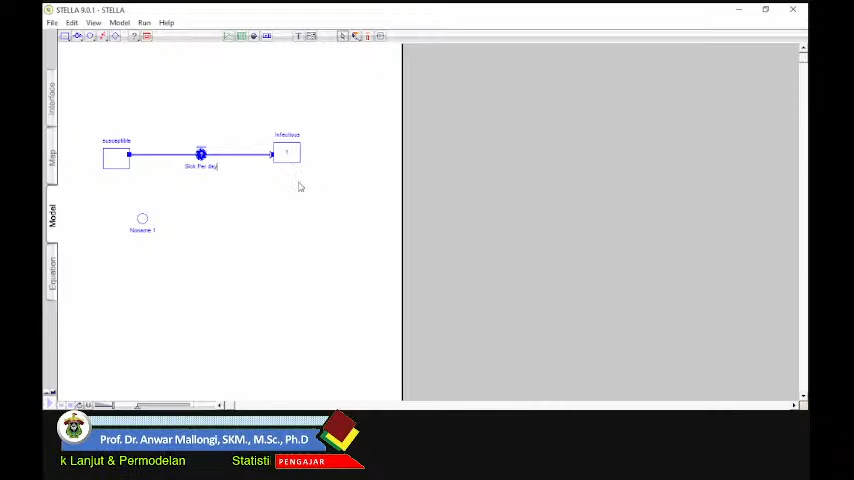 STELLA 9.0.1 - STELLA
File Edit View Model Run Help
Interface
Map
Model
Equation
susceptible
Infectious
Sick Per day
Noname 1
Prof. Dr. Anwar Mallongi, SKM., M.Sc., Ph.D
k Lanjut & Permodelan Statisti
PENGAJAR